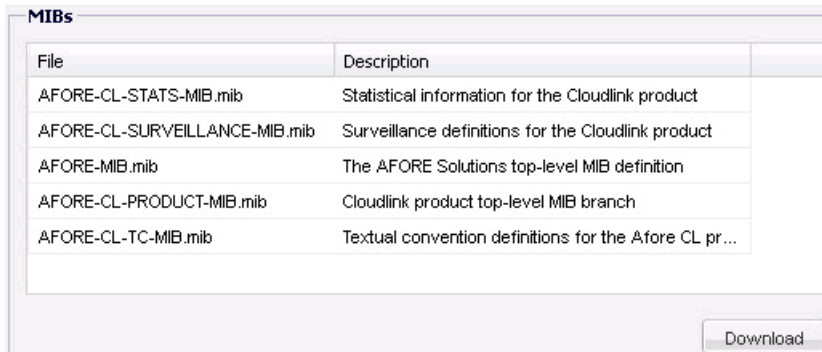 MIBs
File Description
AFORE-CL-STATS-MIB.mib Statistical information for the Cloudlink product
AFORE-CL-SURVEILLANCE-MIB.mib Surveillance definitions for the Cloudlink product
AFORE-MIB.mib The AFORE Solutions top-level MIB definition
AFORE-CL-PRODUCT-MIB.mib Cloudlink product top-level MIB branch
AFORE-CL-TC-MIB.mib Textual convention definitions for the Afore CL pr...
Download